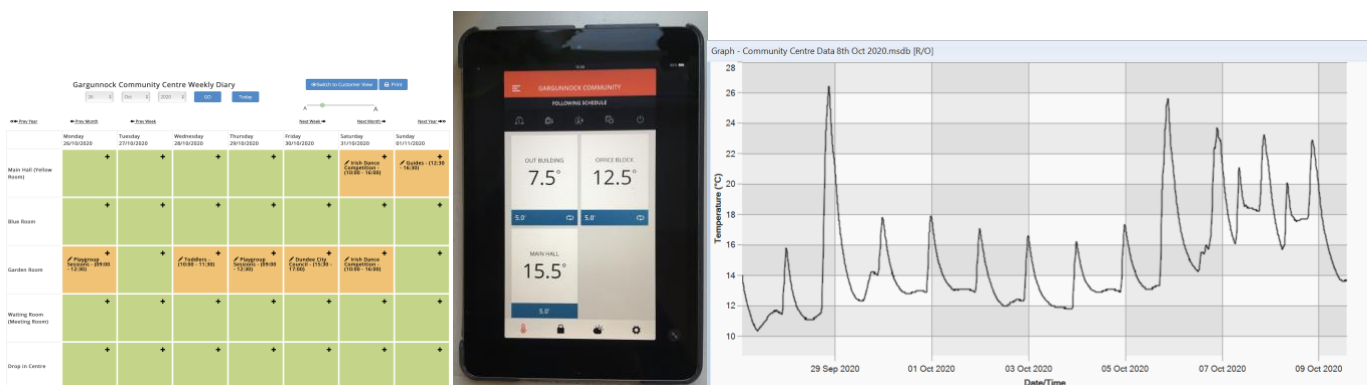 Gargunnock Community Centre Weekly Diary
Switch to Customer View
Print
26
Oct
2020
GO
Today
A
A
Prev Year
Prev Month
Prev Week
Next Week
Next Month
Next Year
Monday
26/10/2020
Tuesday
27/10/2020
Wednesday
28/10/2020
Thursday
29/10/2020
Friday
30/10/2020
Saturday
31/10/2020
Sunday
01/11/2020
Main Hall (Yellow
Room)
Irish Dance
Competition -
(10:00 - 16:00)
Guides - (12:30
- 16:30)
Blue Room
Garden Room
Playgroup
Sessions - (09:00
- 12:30)
Toddlers -
(10:00 - 11:30)
Playgroup
Sessions - (09:00
- 12:30)
Dundee City
Council - (15:30 -
17:00)
Irish Dance
Competition -
(10:00 - 16:00)
Waiting Room
(Meeting Room)
Drop in Centre
GARGUNNOCK COMMUNITY
FOLLOWING SCHEDULE
OUT BUILDING
7.5°
5.0°
OFFICE BLOCK
12.5°
5.0°
MAIN HALL
15.5°
5.0°
Graph - Community Centre Data 8th Oct 2020.msdb [R/O]
Temperature (°C)
28
26
24
22
20
18
16
14
12
10
29 Sep 2020
01 Oct 2020
03 Oct 2020
05 Oct 2020
07 Oct 2020
09 Oct 2020
Date/Time